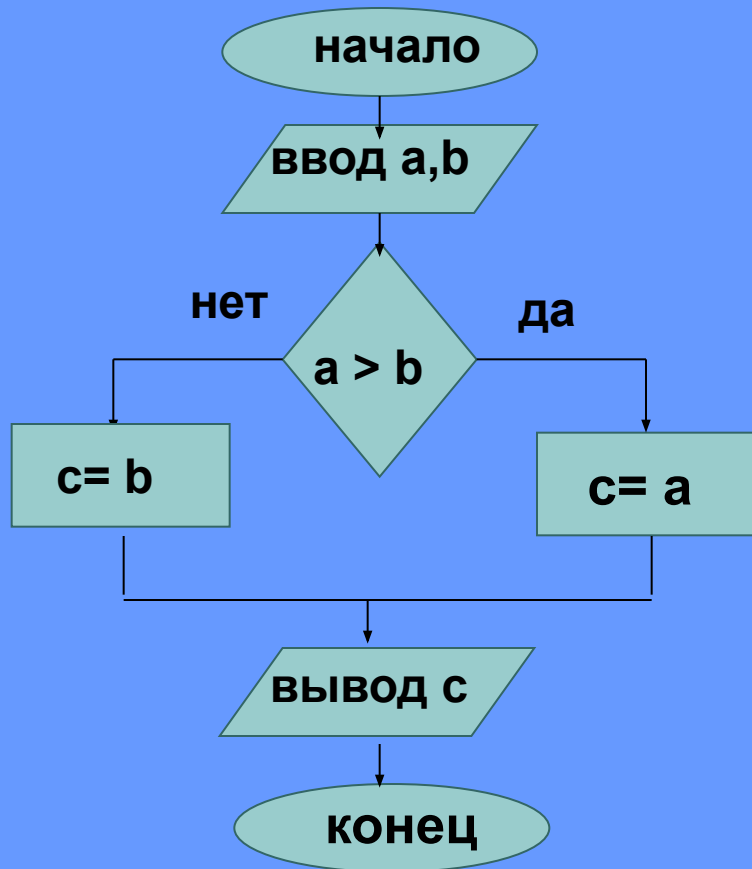 начало
ввод a,b
нет
да
a > b
c= b
c= a
вывод c
конец